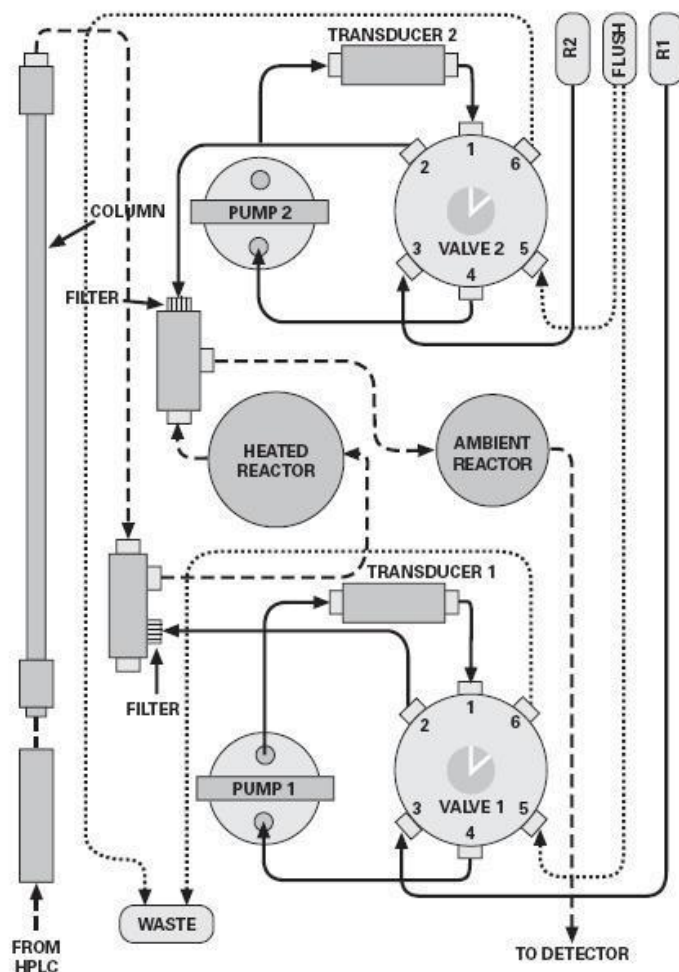 TRANSDUCER 2
R2
FLUSH
R1
1
2
6
PUMP 2
VALVE 2
3
5
4
COLUMN
FILTER
HEATED
REACTOR
AMBIENT
REACTOR
TRANSDUCER 1
FILTER
1
2
6
PUMP 1
VALVE 1
3
5
4
WASTE
FROM
HPLC
TO DETECTOR